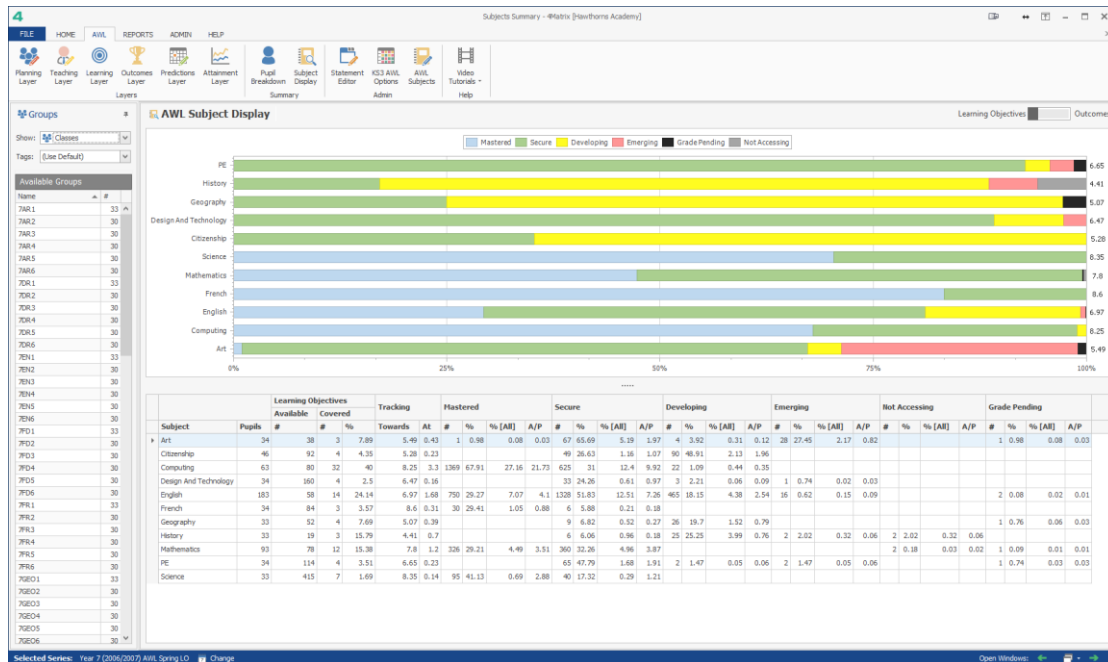 4 Subjects Summary - 4Matrix [Hawthorns Academy]
FILE HOME AWL REPORTS ADMIN HELP
Planning Layer Teaching Layer Learning Layer Outcomes Layer Predictions Layer Attainment Layer Pupil Breakdown Subject Display Statement Editor KS3 AWL Options AWL Subjects Video Tutorials
Layers Summary Admin Help
Groups
Show: Classes
Tags: (Use Default)
Available Groups
Name #
7AR1 33
7AR2 30
7AR3 30
7AR4 30
7AR5 30
7AR6 30
7DR1 33
7DR2 30
7DR3 30
7DR4 30
7DR5 30
7DR6 30
7EN1 33
7EN2 30
7EN3 30
7EN4 30
7EN5 30
7EN6 30
7FD1 33
7FD2 30
7FD3 30
7FD4 30
7FD5 30
7FD6 30
7FR1 33
7FR2 30
7FR3 30
7FR4 30
7FR5 30
7FR6 30
7GEO1 33
7GEO2 30
7GEO3 30
7GEO4 30
7GEO5 30
7GEO6 30
AWL Subject Display
Learning Objectives Outcome
Mastered Secure Developing Emerging Grade Pending Not Accessing
PE 6.65
History 4.41
Geography 5.07
Design And Technology 6.47
Citizenship 5.28
Science 8.35
Mathematics 7.8
French 8.6
English 6.97
Computing 8.25
Art 5.49
0% 25% 50% 75% 100%
Learning Objectives Tracking Mastered Secure Developing Emerging Not Accessing Grade Pending
Available Covered
Subject Pupils # # % Towards At # % % [All] A/P # % % [All] A/P # % % [All] A/P # % % [All] A/P # % % [All] A/P # % % [All] A/P
Art 34 38 3 7.89 5.49 0.43 1 0.98 0.08 0.03 67 65.69 5.19 1.97 4 3.92 0.31 0.12 28 27.45 2.17 0.82 1 0.98 0.08 0.03
Citizenship 46 92 4 4.35 5.28 0.23 49 26.63 1.16 1.07 90 48.91 2.13 1.96
Computing 63 80 32 40 8.25 3.3 1369 67.91 27.16 21.73 625 31 12.4 9.92 22 1.09 0.44 0.35
Design And Technology 34 160 4 2.5 6.47 0.16 33 24.26 0.61 0.97 3 2.21 0.06 0.09 1 0.74 0.02 0.03
English 183 58 14 24.14 6.97 1.68 750 29.27 7.07 4.1 1328 51.83 12.51 7.26 465 18.15 4.38 2.54 16 0.62 0.15 0.09 2 0.08 0.02 0.01
French 34 84 3 3.57 8.6 0.31 30 29.41 1.05 0.88 6 5.88 0.21 0.18
Geography 33 52 4 7.69 5.07 0.39 9 6.82 0.52 0.27 26 19.7 1.52 0.79 1 0.76 0.06 0.03
History 33 19 3 15.79 4.41 0.7 6 6.06 0.96 0.18 25 25.25 3.99 0.76 2 2.02 0.32 0.06 2 2.02 0.32 0.06
Mathematics 93 78 12 15.38 7.8 1.2 326 29.21 4.49 3.51 360 32.26 4.96 3.87 2 0.18 0.03 0.02 1 0.09 0.01 0.01
PE 34 114 4 3.51 6.65 0.23 65 47.79 1.68 1.91 2 1.47 0.05 0.06 2 1.47 0.05 0.06 1 0.74 0.03 0.03
Science 33 415 7 1.69 8.35 0.14 95 41.13 0.69 2.88 40 17.32 0.29 1.21
Selected Series: Year 7 (2006/2007) AWL Spring LO Change Open Windows: